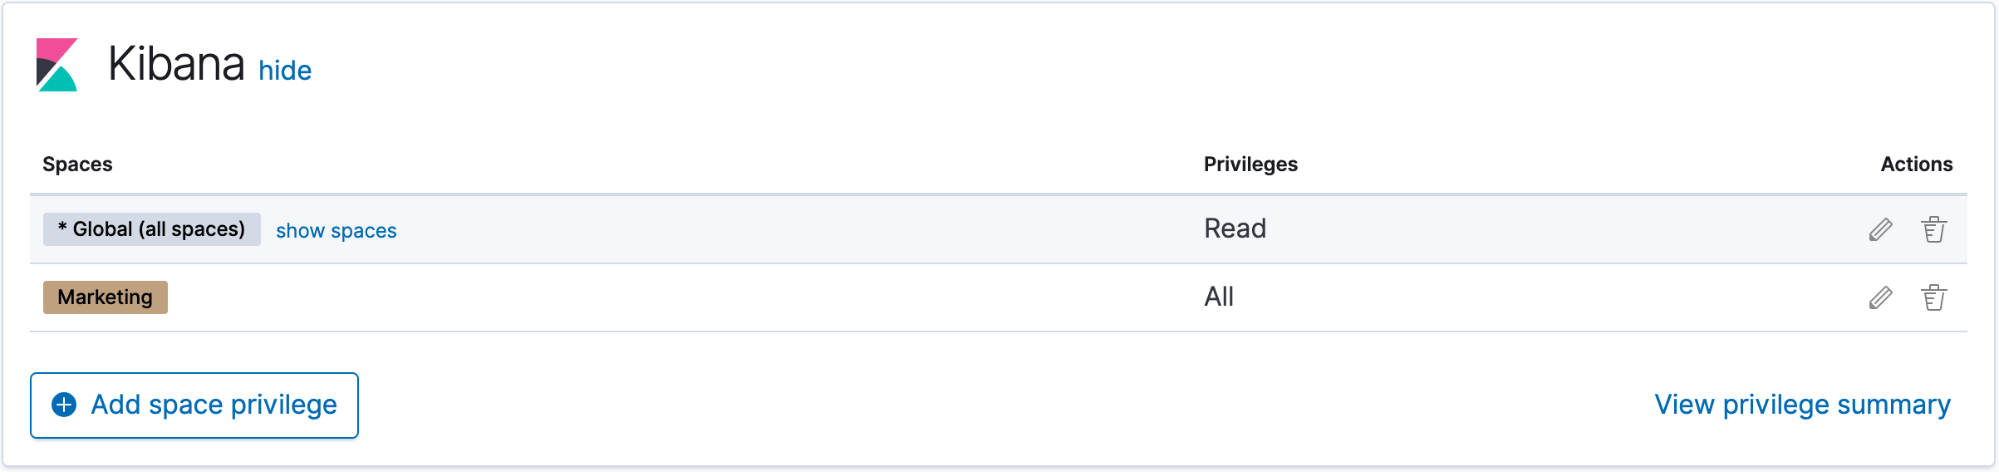 Kibana hide
Spaces Privileges Actions
* Global (all spaces) show spaces Read
Marketing All
Add space privilege View privilege summary